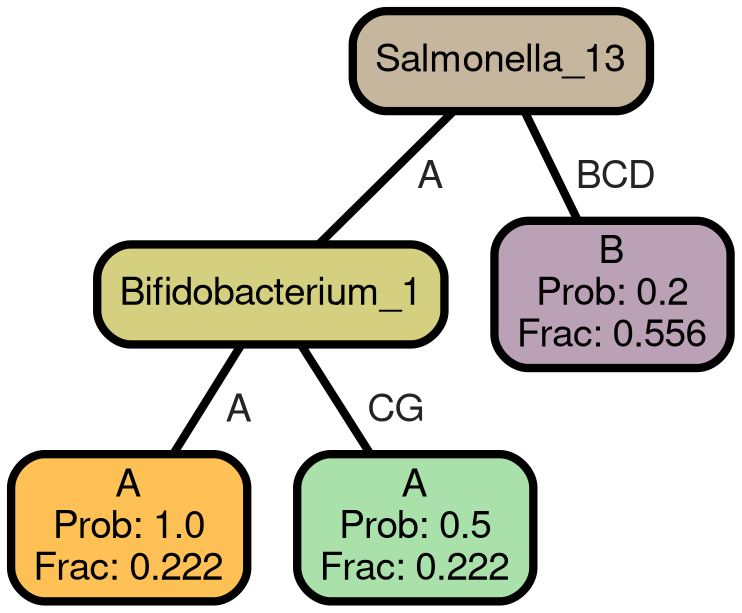 Salmonella_13
A
BCD
Bifidobacterium_1
B
Prob: 0.2
Frac: 0.556
A
CG
A
Prob: 1.0
Frac: 0.222
A
Prob: 0.5
Frac: 0.222